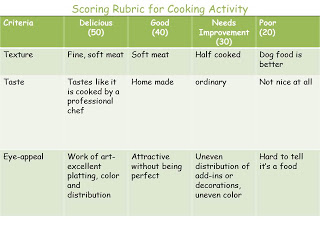 Scoring Rubric for Cooking Activity
Criteria Delicious (50) Good (40) Needs Improvement (30) Poor (20)
Texture Fine, soft meat Soft meat Half cooked Dog food is better
Taste Tastes like it is cooked by a professional chef Home made ordinary Not nice at all
Eye-appeal Work of art- excellent platting, color and distribution Attractive without being perfect Uneven distribution of add-ins or decorations, uneven color Hard to tell it's a food